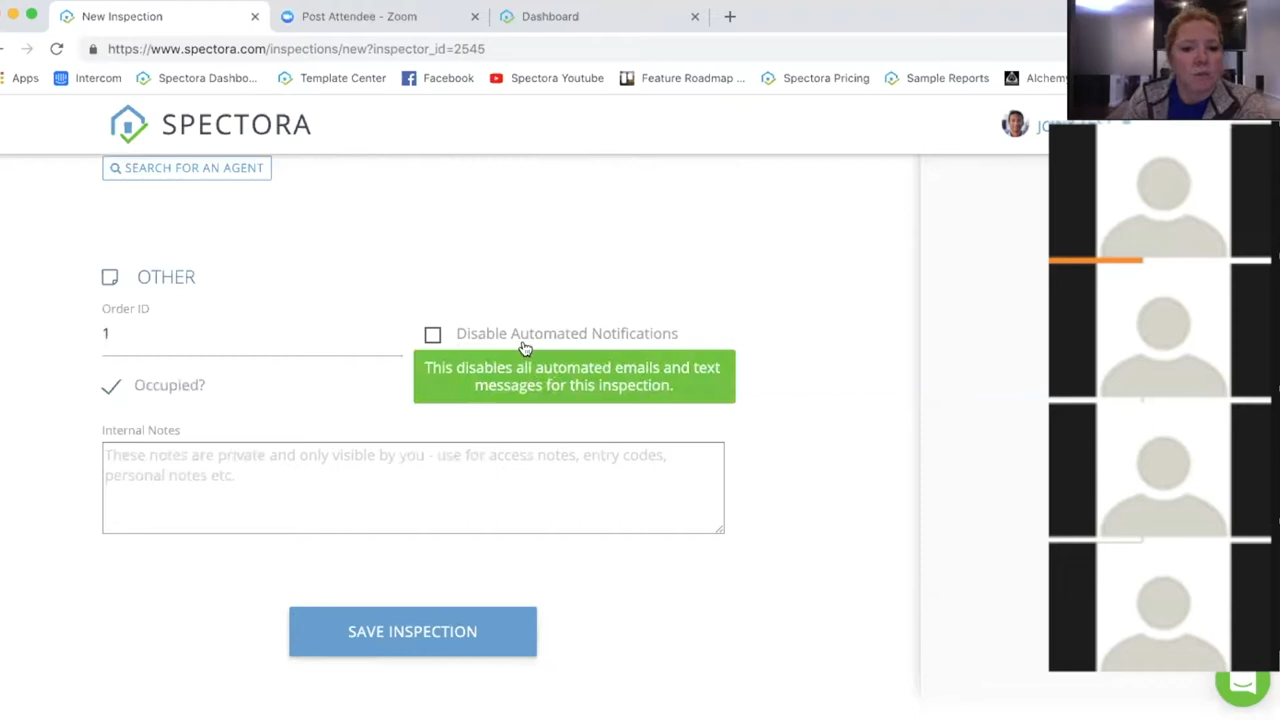 New Inspection
Post Attendee - Zoom
Dashboard
https://www.spectora.com/inspections/new?inspector_id=2545
Apps
Intercom
Spectora Dashbo...
Template Center
Facebook
Spectora Youtube
Feature Roadmap ...
Spectora Pricing
Sample Reports
Alchem
SPECTORA
SEARCH FOR AN AGENT
OTHER
Order ID
1
Disable Automated Notifications
This disables all automated emails and text
messages for this inspection.
Occupied?
Internal Notes
These notes are private and only visible by you - use for access notes, entry codes,
personal notes etc.
SAVE INSPECTION